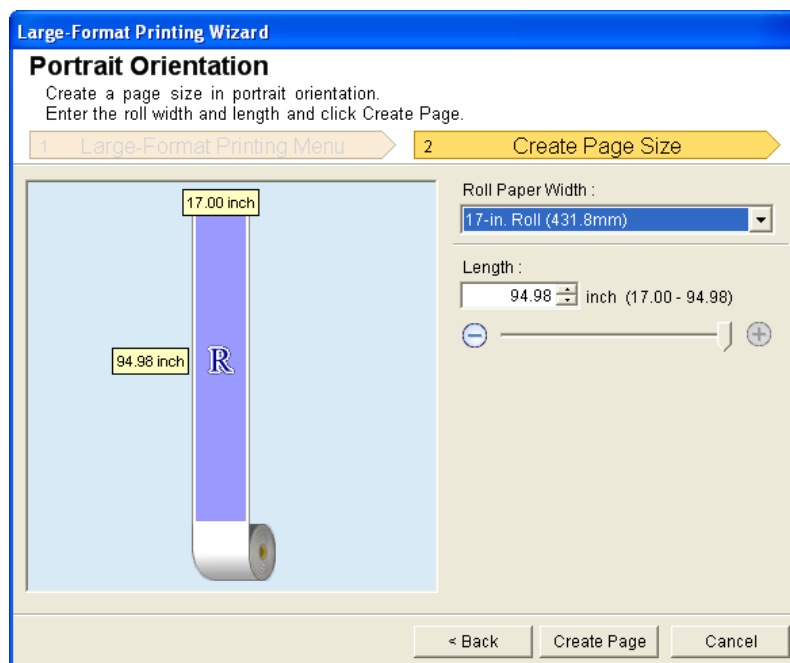 Large-Format Printing Wizard
Portrait Orientation
Create a page size in portrait orientation.
Enter the roll width and length and click Create Page.
1 Large-Format Printing Menu
2 Create Page Size
17.00 inch
94.98 inch
R
Roll Paper Width :
17-in. Roll (431.8mm)
Length :
94.98 inch (17.00 - 94.98)
< Back
Create Page
Cancel